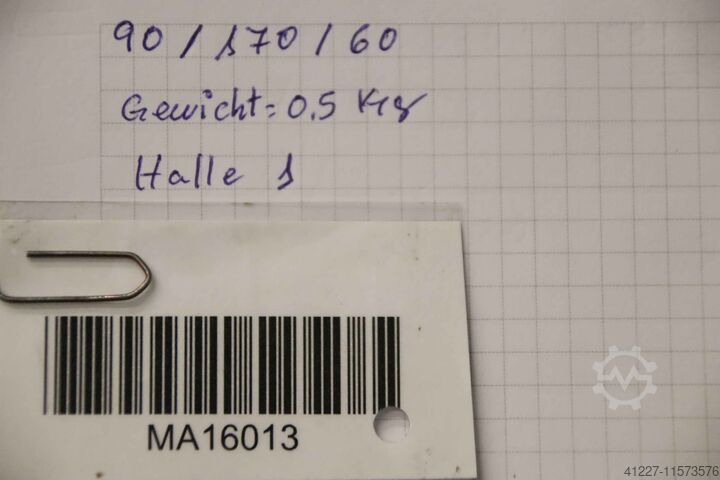 90 / 170 / 60
Gewicht = 0.5 Kg
Halle 1
MA16013
41227-11573576